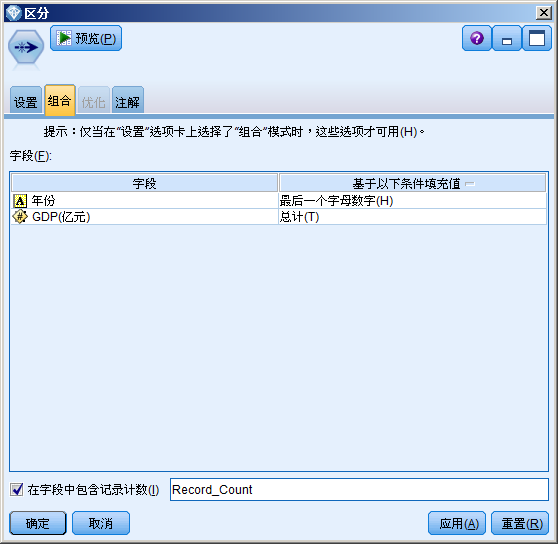 区分
预览(P)
设置 组合 优化 注解
提示：仅当在“设置”选项卡上选择了“组合”模式时，这些选项才可用(H)。
字段(F):
字段 基于以下条件填充值
年份 最后一个字母数字(H)
GDP(亿元) 总计(T)
在字段中包含记录计数(I) Record_Count
确定 取消 应用(A) 重置(R)